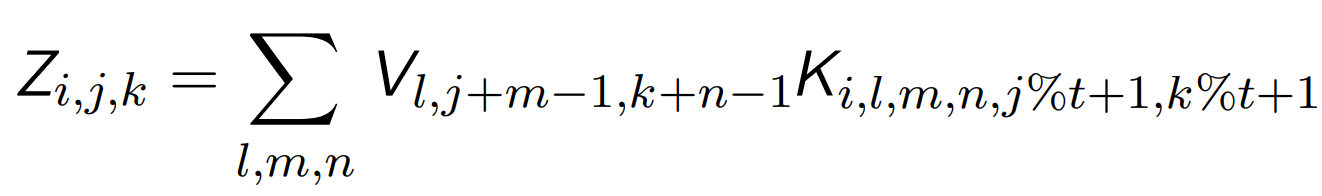 Z_{i,j,k} = \sum_{l,m,n} V_{l,j+m-1,k+n-1} K_{i,l,m,n,j\%t+1,k\%t+1}